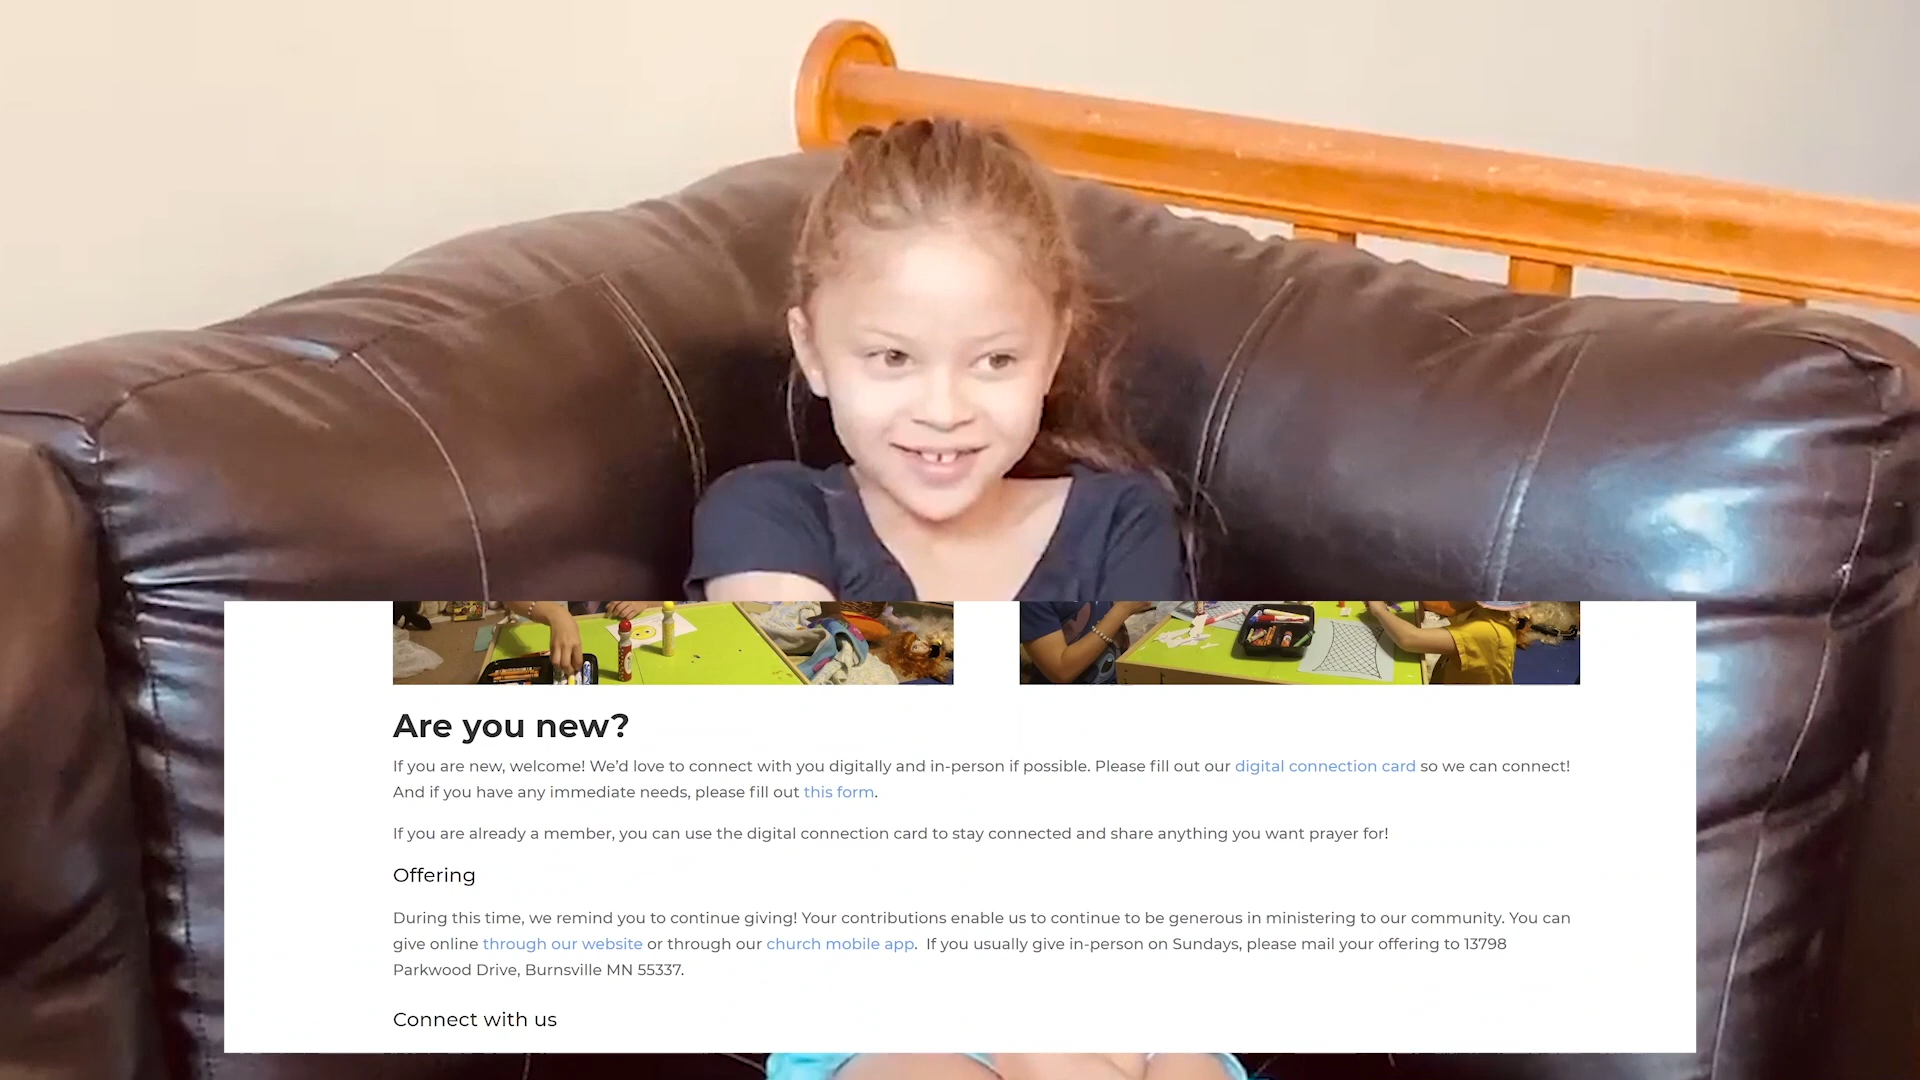 Are you new?
If you are new, welcome! We'd love to connect with you digitally and in-person if possible. Please fill out our digital connection card so we can connect!
And if you have any immediate needs, please fill out this form.
If you are already a member, you can use the digital connection card to stay connected and share anything you want prayer for!
Offering
During this time, we remind you to continue giving! Your contributions enable us to continue to be generous in ministering to our community. You can
give online through our website or through our church mobile app.  If you usually give in-person on Sundays, please mail your offering to 13798
Parkwood Drive, Burnsville MN 55337.
Connect with us